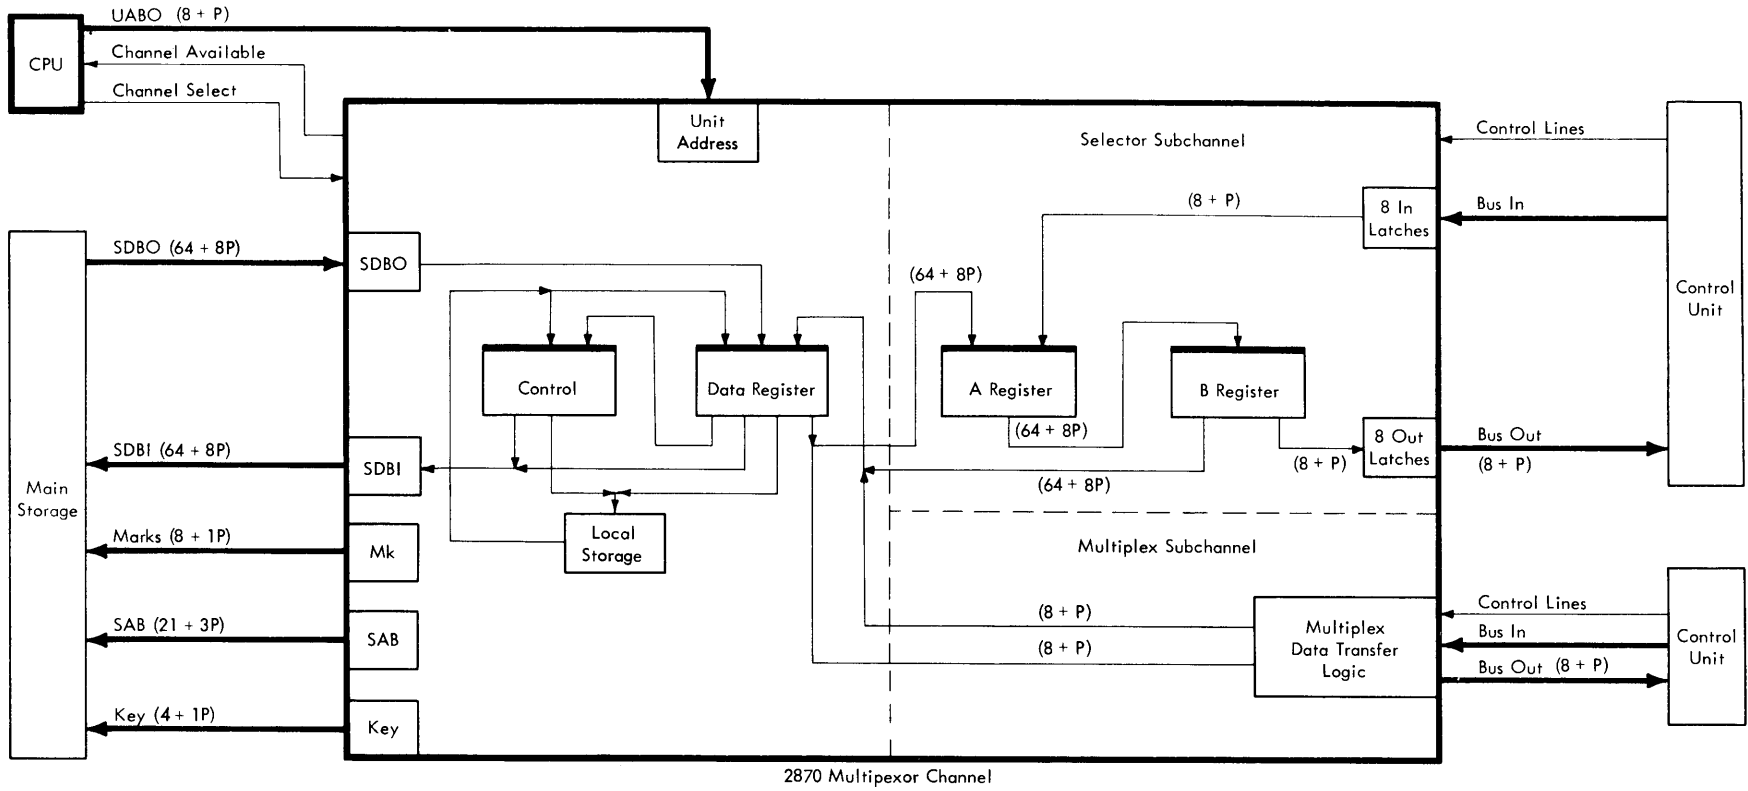 UABO (8 + P)
Channel Available
CPU
Channel Select
Unit
Address
Selector Subchannel
Control Lines
(8 + P)
8 In
Latches
Bus In
SDBO (64 + 8P)
SDBO
(64 + 8P)
Control
Unit
Control
Data Register
A Register
B Register
(64 + 8P)
8 Out
Latches
Bus Out
(8 + P)
(8 + P)
SDBI (64 + 8P)
SDBI
(64 + 8P)
Main
Storage
Marks (8 + 1P)
Mk
Local
Storage
Multiplex Subchannel
(8 + P)
Control Lines
SAB (21 + 3P)
SAB
(8 + P)
Multiplex
Data Transfer
Logic
Bus In
Bus Out (8 + P)
Control
Unit
Key (4 + 1P)
Key
2870 Multipexor Channel